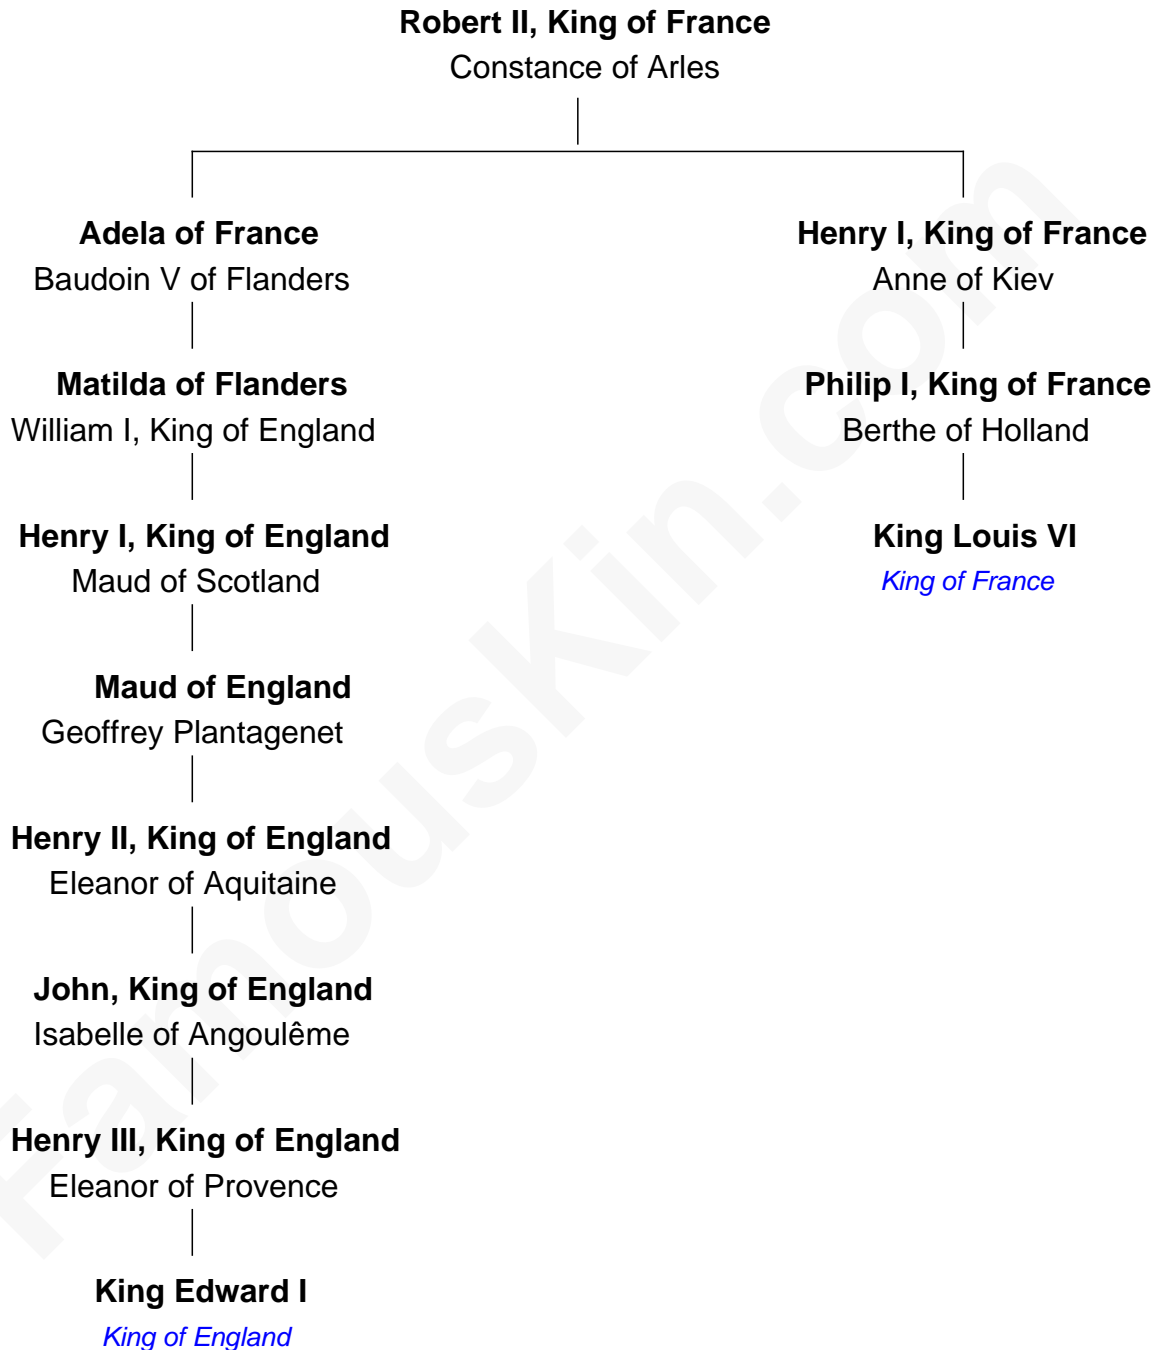 Robert II, King of France
Constance of Arles
Adela of France
Baudoin V of Flanders
Henry I, King of France
Anne of Kiev
Matilda of Flanders
William I, King of England
Philip I, King of France
Berthe of Holland
Henry I, King of England
Maud of Scotland
King Louis VI
King of France
Maud of England
Geoffrey Plantagenet
Henry II, King of England
Eleanor of Aquitaine
John, King of England
Isabelle of Angoulême
Henry III, King of England
Eleanor of Provence
King Edward I
King of England
FamousKin.com